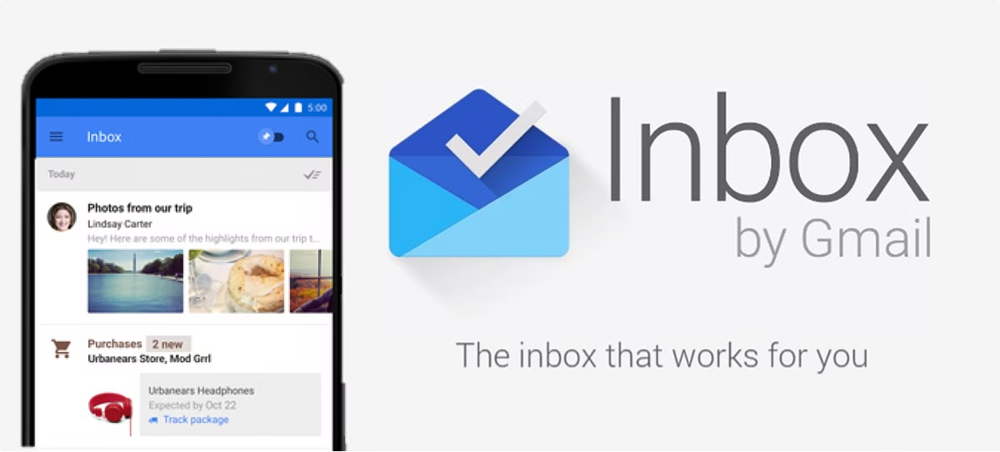 5:00
Inbox
Today
Photos from our trip
Lindsay Carter
Hey! Here are some of the highlights from our trip t...
Purchases 2 new
Urbanears Store, Mod Grrl
Urbanears Headphones
Expected by Oct 22
Track package
Inbox
by Gmail
The inbox that works for you